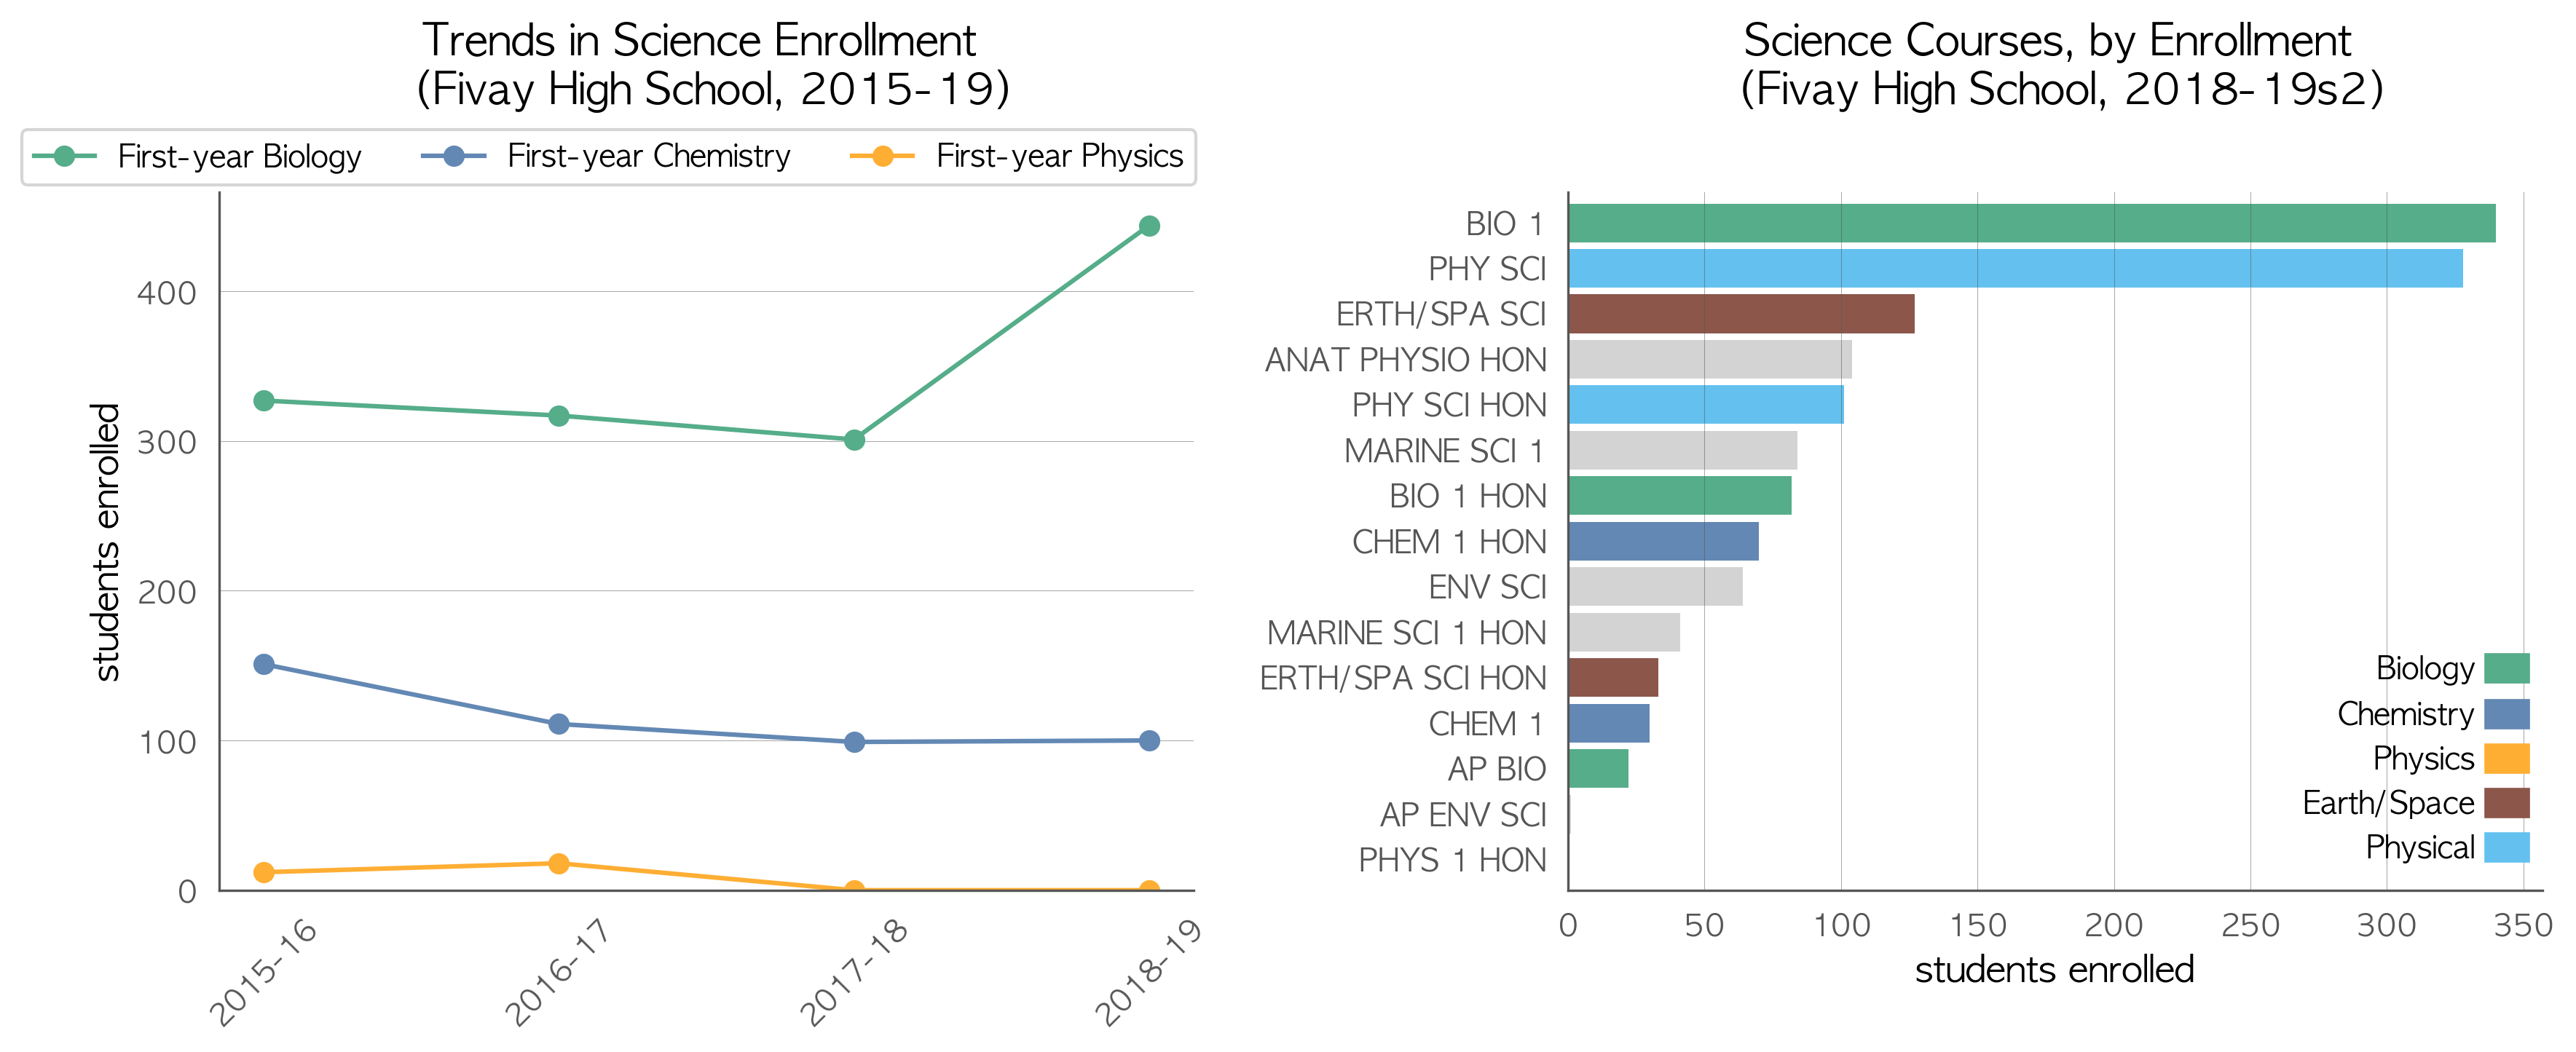 Trends in Science Enrollment
(Fivay High School, 2015-19)
First-year Biology
First-year Chemistry
First-year Physics
students enrolled
400
300
200
100
0
2015-16
2016-17
2017-18
2018-19
Science Courses, by Enrollment
(Fivay High School, 2018-19s2)
BIO 1
PHY SCI
ERTH/SPA SCI
ANAT PHYSIO HON
PHY SCI HON
MARINE SCI 1
BIO 1 HON
CHEM 1 HON
ENV SCI
MARINE SCI 1 HON
ERTH/SPA SCI HON
CHEM 1
AP BIO
AP ENV SCI
PHYS 1 HON
Biology
Chemistry
Physics
Earth/Space
Physical
0 50 100 150 200 250 300 350
students enrolled